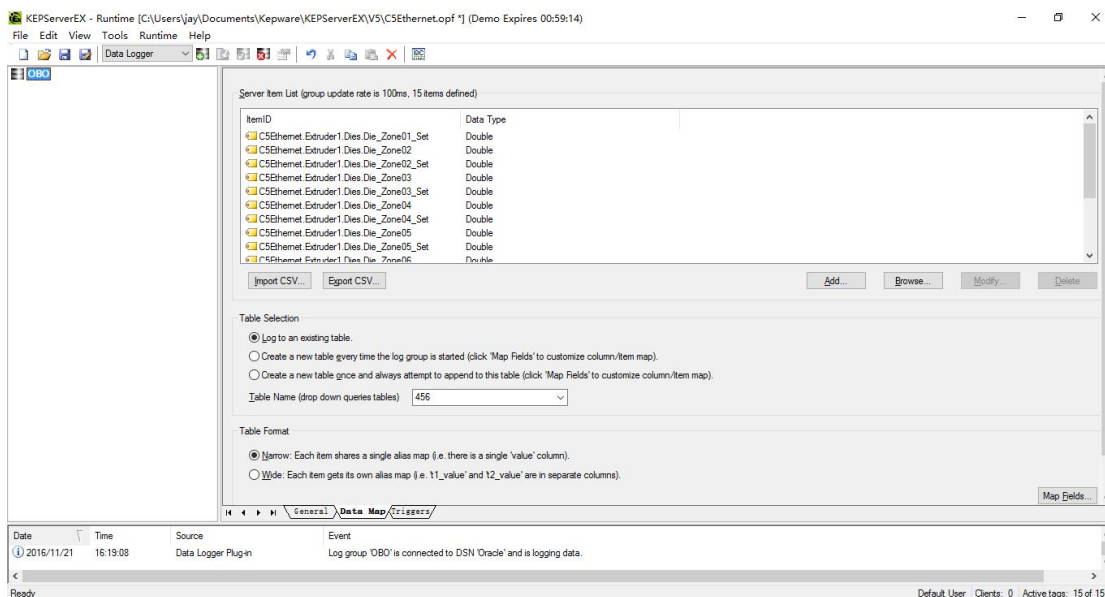 KEPServerEX - Runtime [C:\Users\jay\Documents\Kepware\KEPServerEX\V5\C5Ethernet.opf *] (Demo Expires 00:59:14)
File Edit View Tools Runtime Help
Data Logger
OBO
Server Item List (group update rate is 100ms, 15 items defined)
ItemID Data Type
C5Ethernet.Extruder1.Dies.Die_Zone01_Set Double
C5Ethernet.Extruder1.Dies.Die_Zone02 Double
C5Ethernet.Extruder1.Dies.Die_Zone02_Set Double
C5Ethernet.Extruder1.Dies.Die_Zone03 Double
C5Ethernet.Extruder1.Dies.Die_Zone03_Set Double
C5Ethernet.Extruder1.Dies.Die_Zone04 Double
C5Ethernet.Extruder1.Dies.Die_Zone04_Set Double
C5Ethernet.Extruder1.Dies.Die_Zone05 Double
C5Ethernet.Extruder1.Dies.Die_Zone05_Set Double
C5Ethernet.Extruder1.Dies.Die_Zone06 Double
Import CSV... Export CSV... Add... Browse... Modify... Delete
Table Selection
Log to an existing table.
Create a new table every time the log group is started (click 'Map Fields' to customize column/item map).
Create a new table once and always attempt to append to this table (click 'Map Fields' to customize column/item map).
Table Name (drop down queries tables) 456
Table Format
Narrow: Each item shares a single alias map (i.e. there is a single 'value' column).
Wide: Each item gets its own alias map (i.e. 't1_value' and 't2_value' are in separate columns).
Map Fields...
General Data Map Triggers
Date Time Source Event
2016/11/21 16:19:08 Data Logger Plug-in Log group 'OBO' is connected to DSN 'Oracle' and is logging data.
Ready Default User Clients: 0 Active tags: 15 of 15